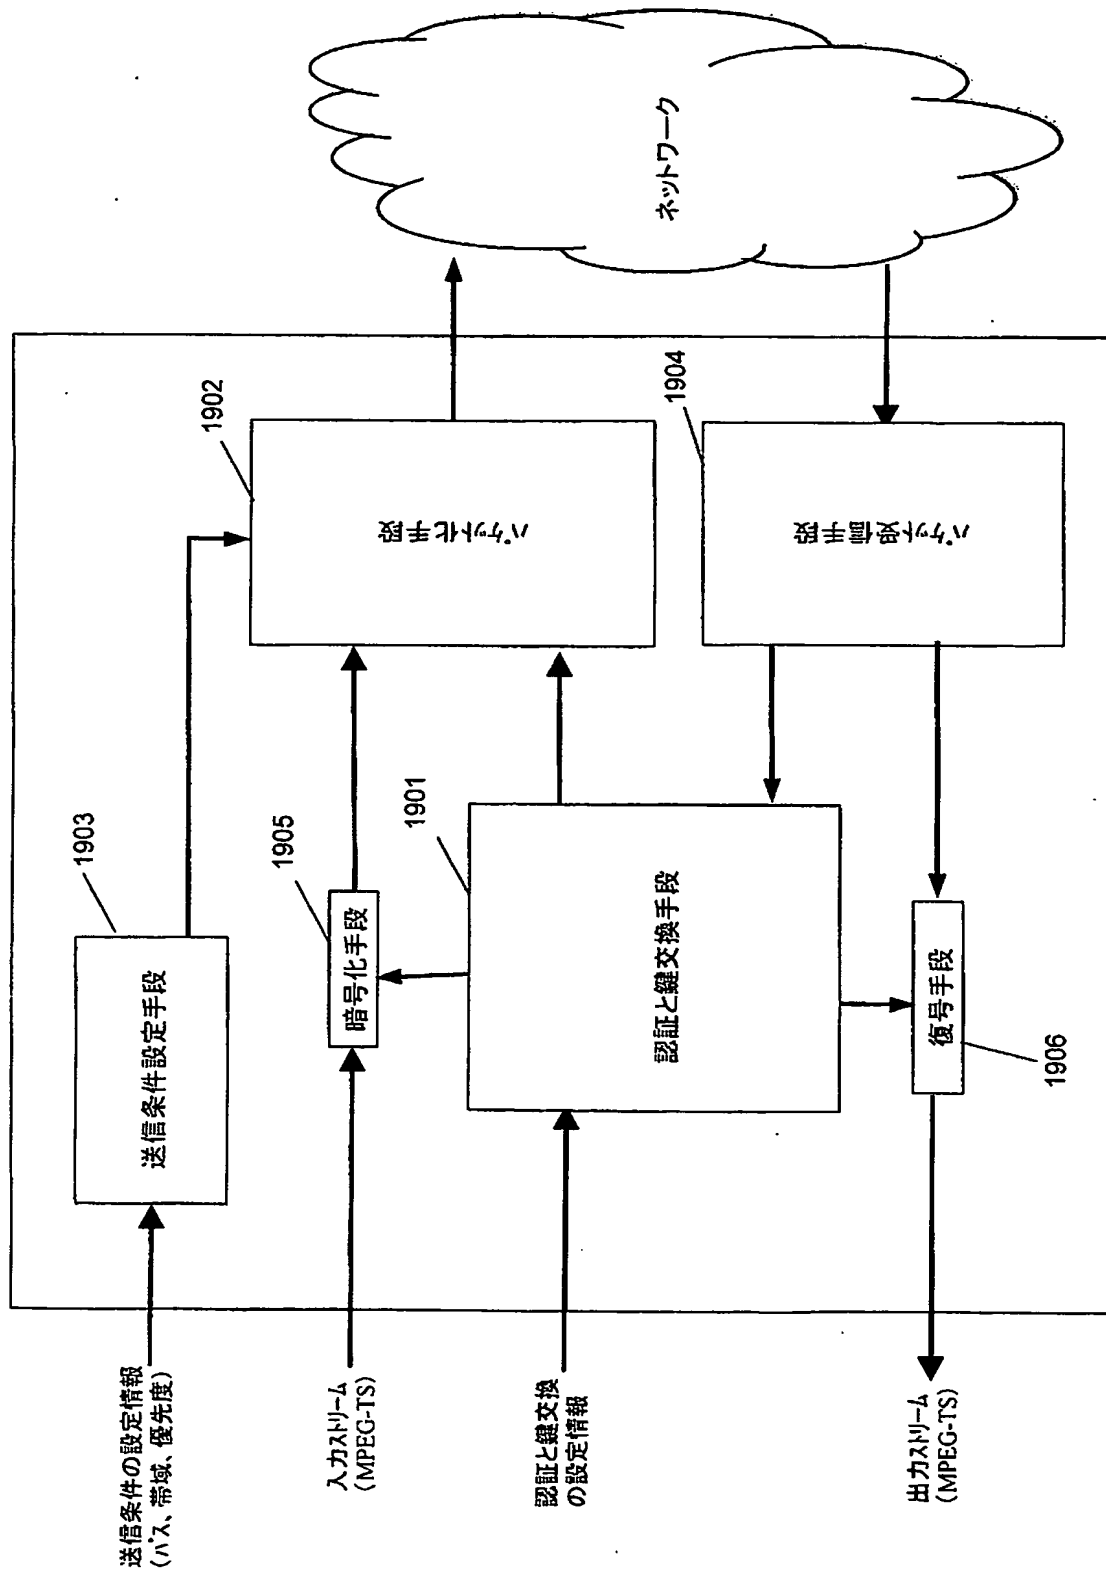 送信条件の設定情報
(パス、帯域、優先度)
入力ストリーム
(MPEG-TS)
認証と鍵交換
の設定情報
出力ストリーム
(MPEG-TS)
1903
送信条件設定手段
1905
暗号化手段
1901
認証と鍵交換手段
復号手段
1906
1902
パケット化手段
1904
パケット受信手段
ネットワーク